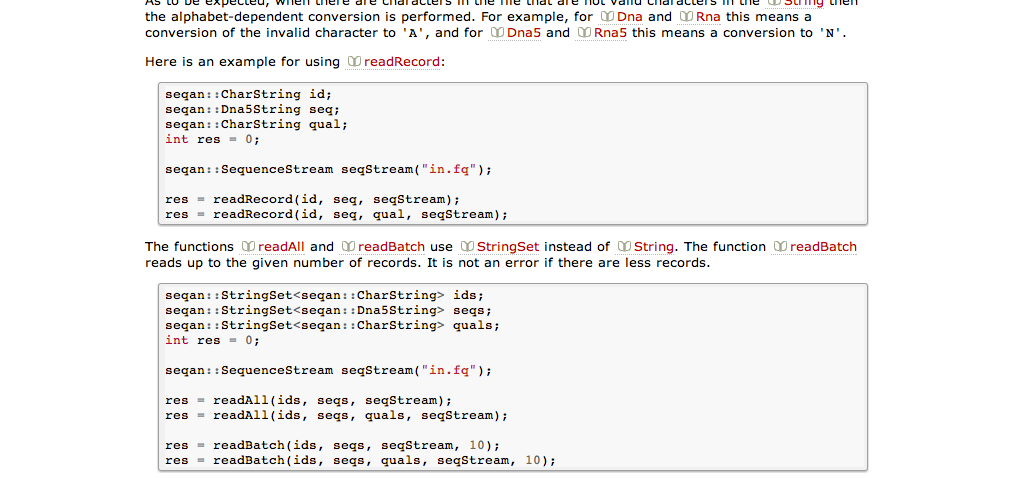 As to be expected, when there are characters in the file that are not valid characters in the String then
the alphabet-dependent conversion is performed. For example, for Dna and Rna this means a
conversion of the invalid character to 'A', and for Dna5 and Rna5 this means a conversion to 'N'.
Here is an example for using readRecord:
seqan::CharString id;
seqan::Dna5String seq;
seqan::CharString qual;
int res = 0;
seqan::SequenceStream seqStream("in.fq");
res = readRecord(id, seq, seqStream);
res = readRecord(id, seq, qual, seqStream);
The functions readAll and readBatch use StringSet instead of String. The function readBatch
reads up to the given number of records. It is not an error if there are less records.
seqan::StringSet<seqan::CharString> ids;
seqan::StringSet<seqan::Dna5String> seqs;
seqan::StringSet<seqan::CharString> quals;
int res = 0;
seqan::SequenceStream seqStream("in.fq");
res = readAll(ids, seqs, seqStream);
res = readAll(ids, seqs, quals, seqStream);
res = readBatch(ids, seqs, seqStream, 10);
res = readBatch(ids, seqs, quals, seqStream, 10);